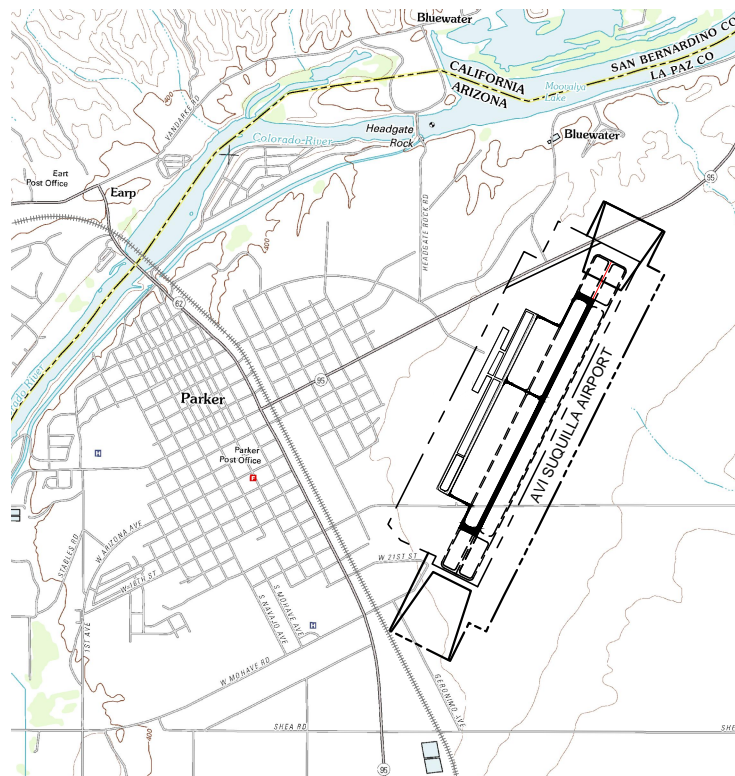 Bluewater
SAN BERNARDINO CO
LA PAZ CO
CALIFORNIA
ARIZONA
Moovalya
Lake
VANDARKE RD
400
Colorado River
Headgate
Rock
Bluewater
Earp
Post Office
Earp
95
HEADGATE ROCK RD
400
62
95
Parker
Parker
Post Office
P
H
AVI SUQUILLA AIRPORT
STABLES RD
W ARIZONA AVE
W 16TH ST
W 21ST ST
S MOHAVE AVE
S NAVAJO AVE
H
1ST AVE
W MOHAVE RD
GERONIMO AVE
SHEA RD
SHE
95